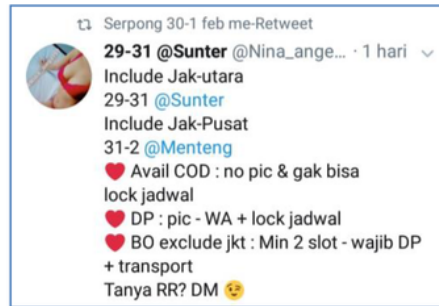 Serpong 30-1 feb me-Retweet
29-31 @Sunter @Nina_ange... · 1 hari
Include Jak-utara
29-31 @Sunter
Include Jak-Pusat
31-2 @Menteng
❤️ Avail COD : no pic & gak bisa
lock jadwal
❤️ DP : pic - WA + lock jadwal
❤️ BO exclude jkt : Min 2 slot - wajib DP
+ transport
Tanya RR? DM 😉